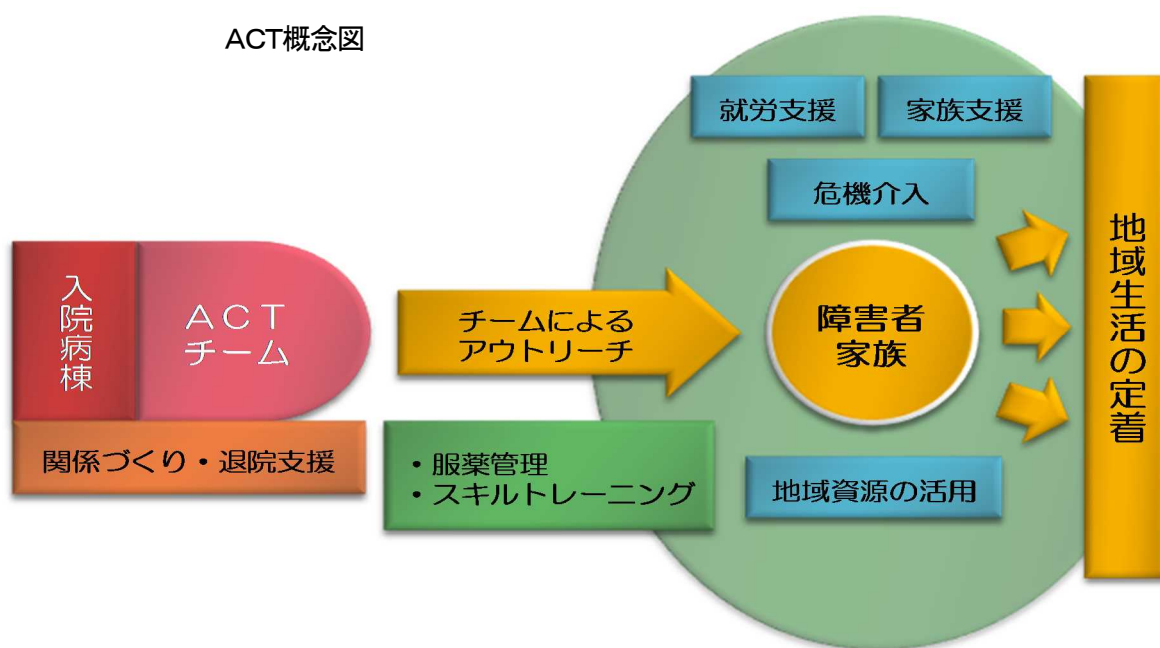 ACT概念図
就労支援
家族支援
危機介入
入院病棟
ACT
チーム
チームによる
アウトリーチ
障害者
家族
地域生活の定着
関係づくり・退院支援
・服薬管理
・スキルトレーニング
地域資源の活用